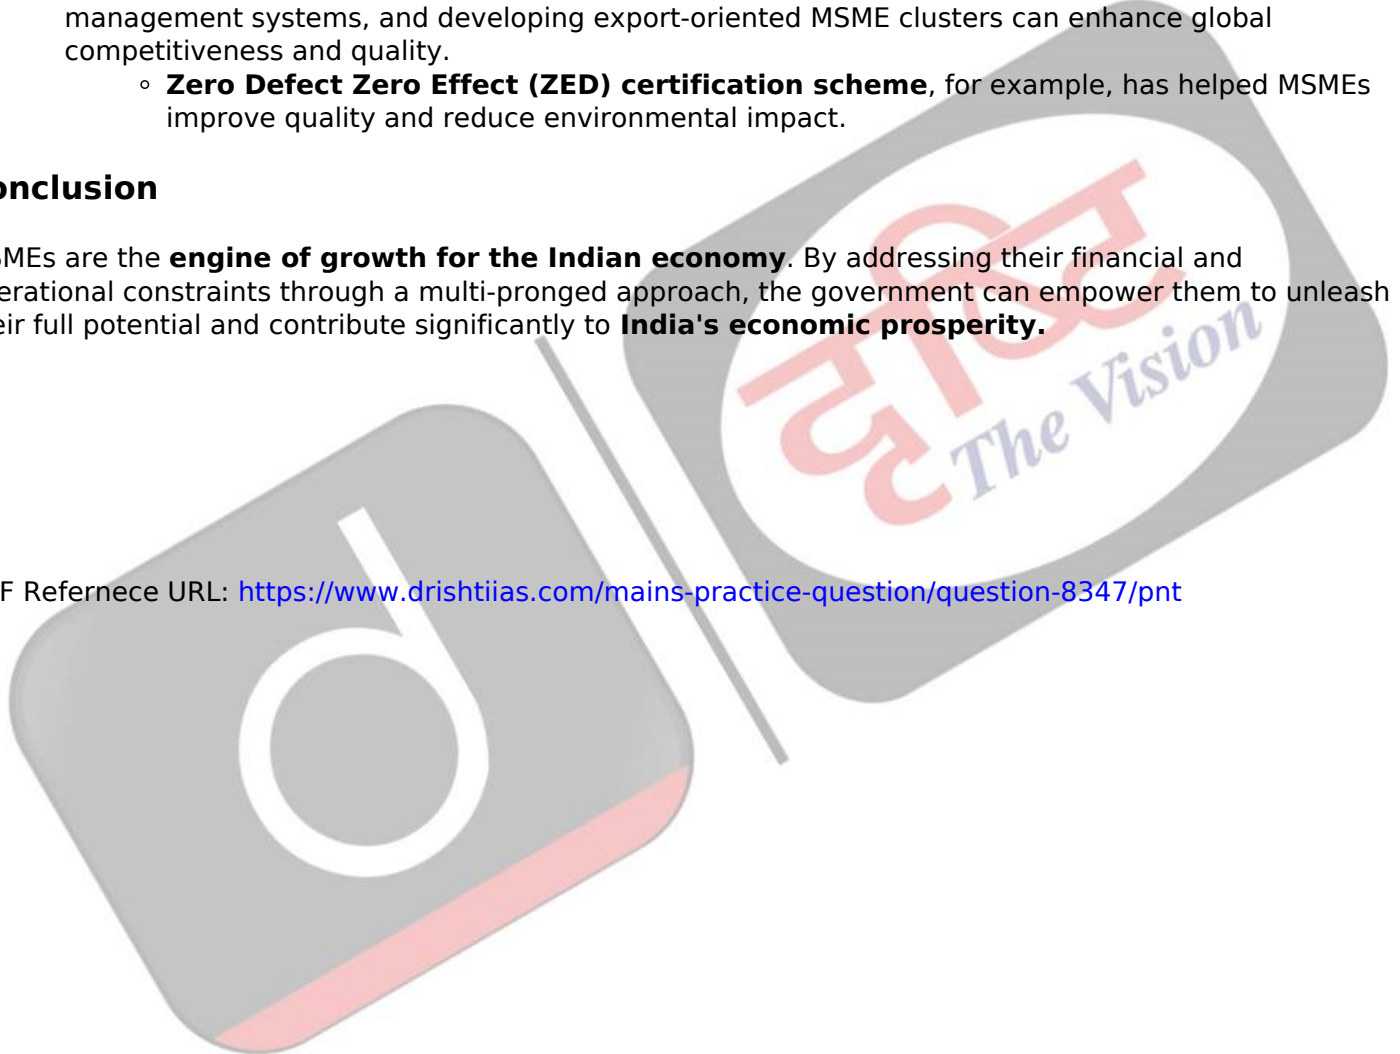 management systems, and developing export-oriented MSME clusters can enhance global
competitiveness and quality.
Zero Defect Zero Effect (ZED) certification scheme, for example, has helped MSMEs
improve quality and reduce environmental impact.
onclusion
SMEs are the engine of growth for the Indian economy. By addressing their financial and
erational constraints through a multi-pronged approach, the government can empower them to unleash
eir full potential and contribute significantly to India's economic prosperity.
दृष्टि
The Vision
F Refernece URL: https://www.drishtiias.com/mains-practice-question/question-8347/pnt